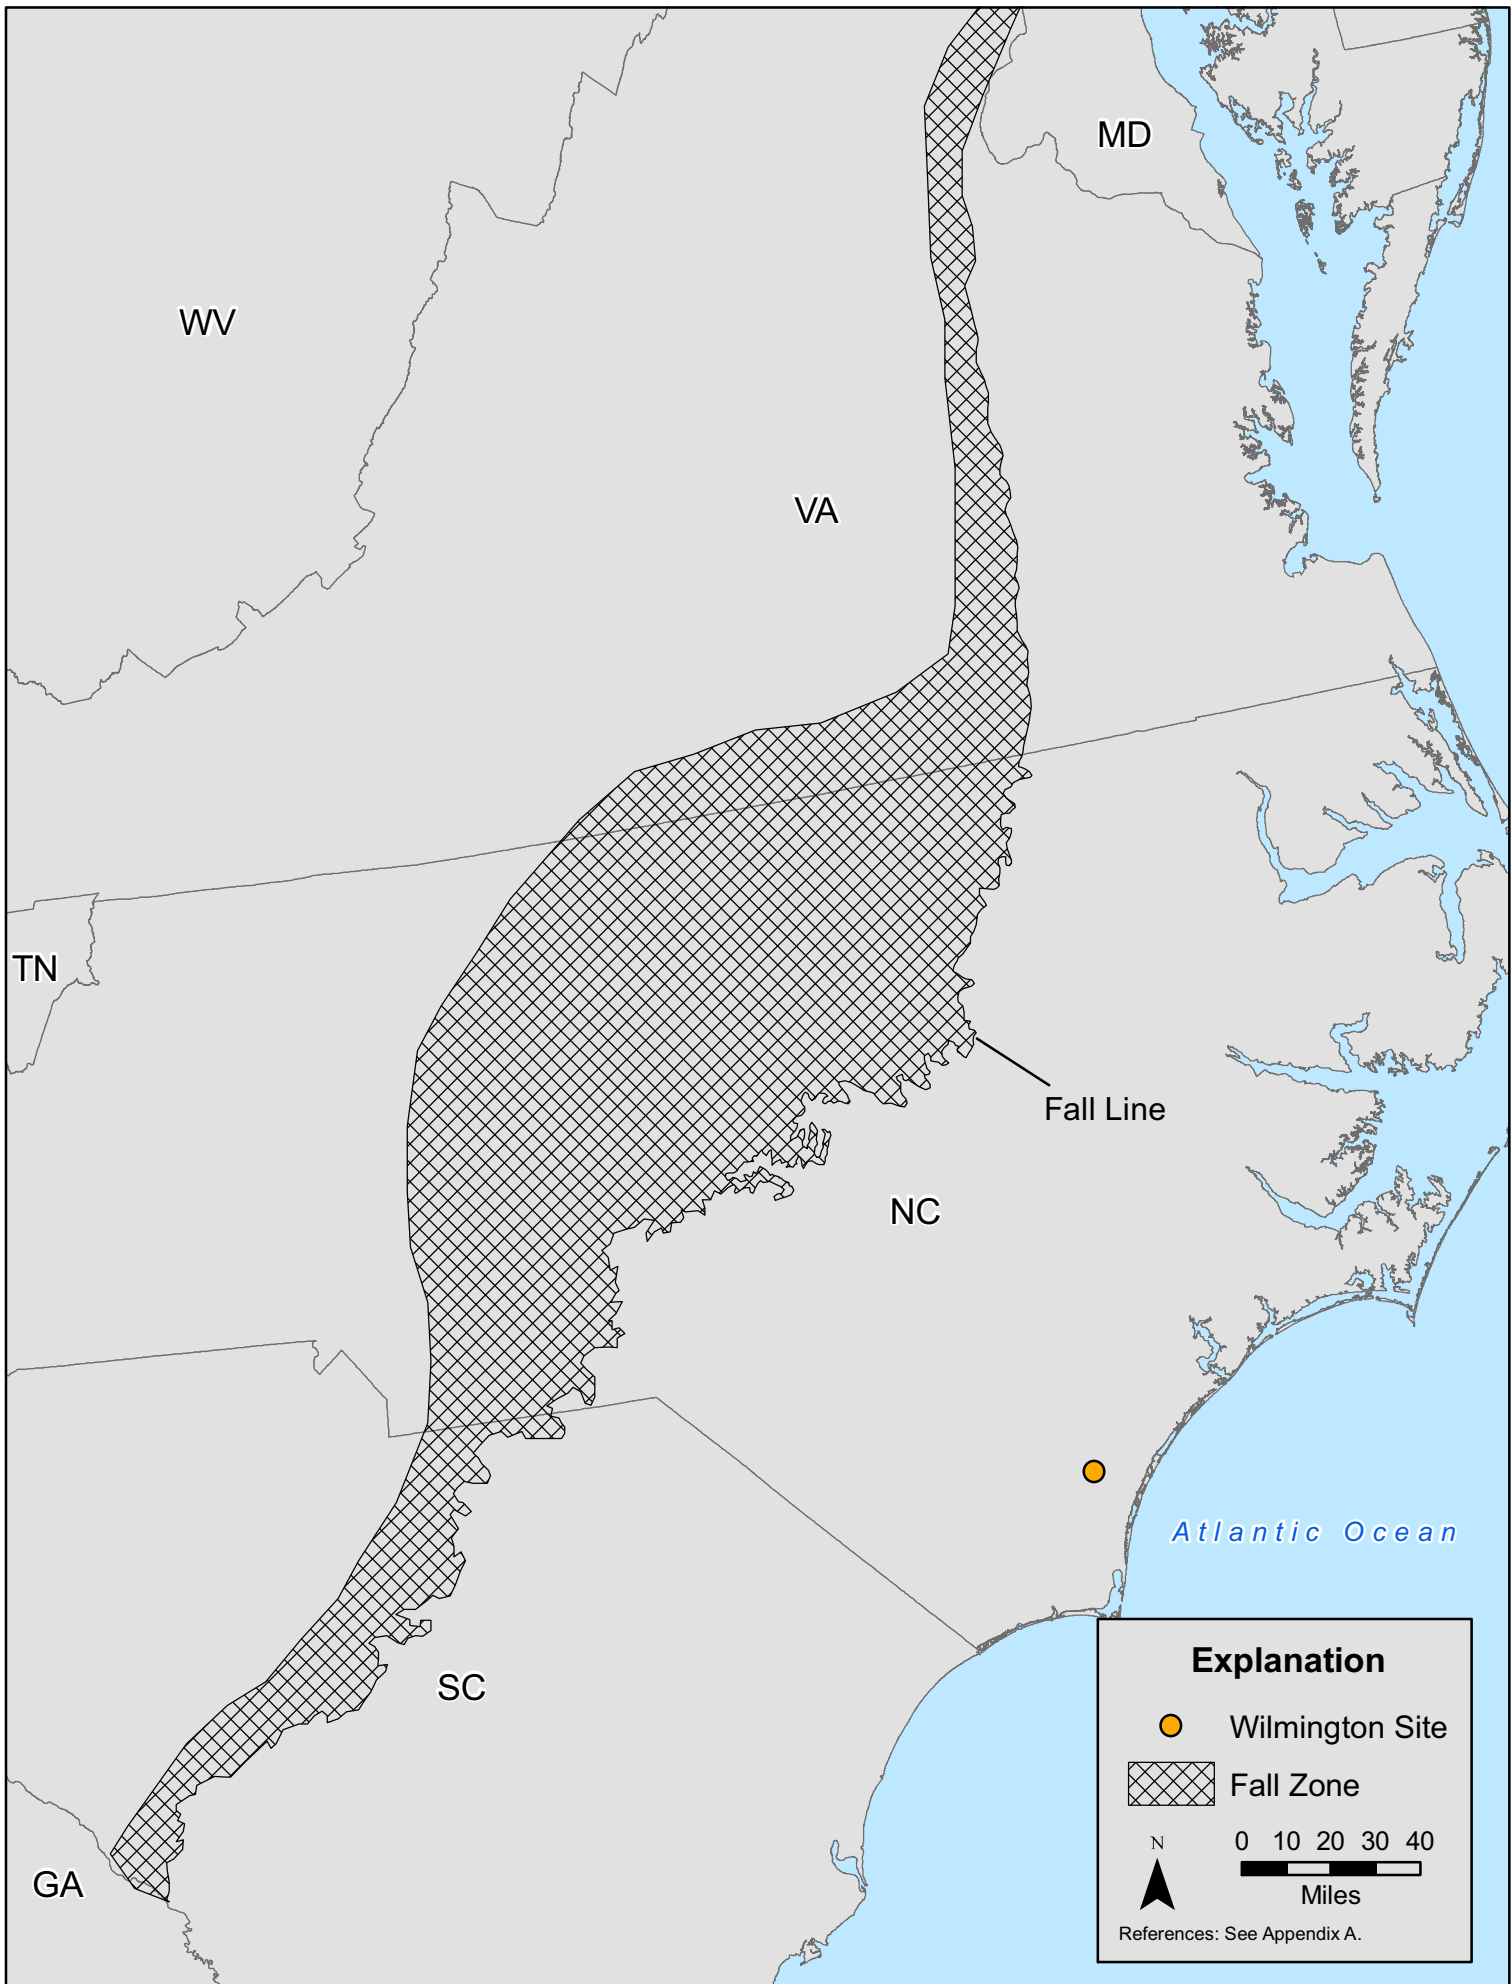 MD
WV
VA
TN
Fall Line
NC
Atlantic Ocean
SC
GA
Explanation
Wilmington Site
Fall Zone
N
0 10 20 30 40
Miles
References: See Appendix A.